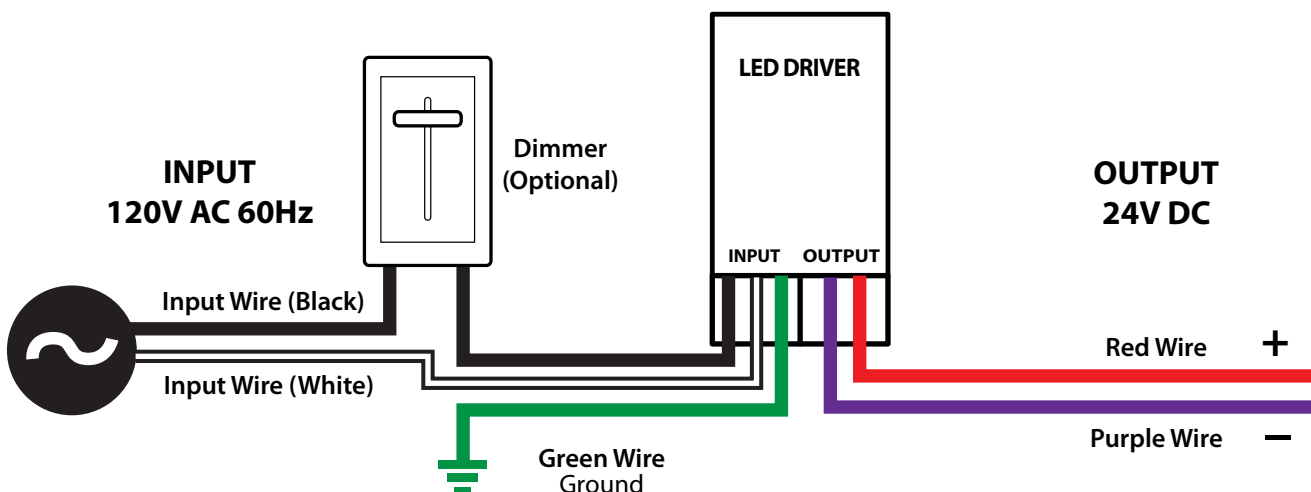 LED DRIVER
Dimmer
(Optional)
INPUT
120V AC 60Hz
OUTPUT
24V DC
INPUT OUTPUT
Input Wire (Black)
Input Wire (White)
Red Wire +
Purple Wire −
Green Wire
Ground